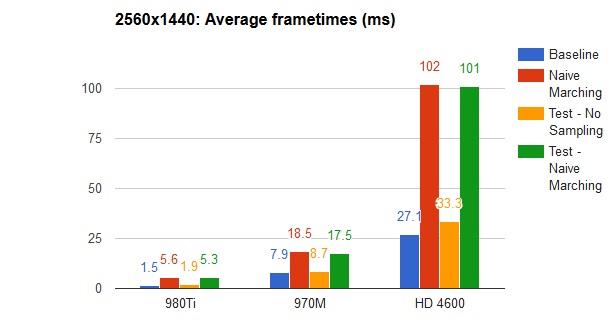 2560x1440: Average frametimes (ms)
Baseline
Naive
Marching
Test - No
Sampling
Test -
Naive
Marching
100
75
50
25
0
1.5
5.6
1.9
5.3
7.9
18.5
8.7
17.5
27.1
102
33.3
101
980Ti
970M
HD 4600